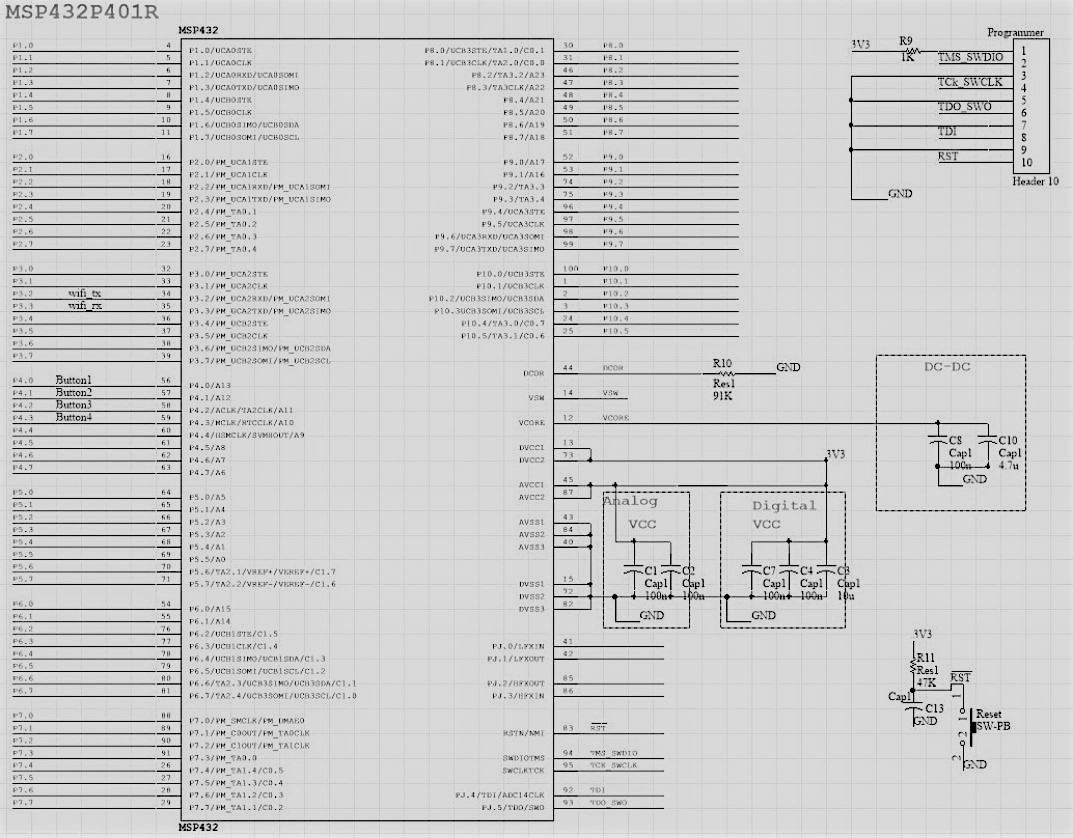 MSP432P401R
MSP432
P1.0 4 P1.0/UCA0STE
P1.1 5 P1.1/UCA0CLK
P1.2 6 P1.2/UCA0RXD/UCA0SOMI
P1.3 7 P1.3/UCA0TXD/UCA0SIMO
P1.4 8 P1.4/UCB0STE
P1.5 9 P1.5/UCB0CLK
P1.6 10 P1.6/UCB0SIMO/UCB0SDA
P1.7 11 P1.7/UCB0SOMI/UCB0SCL
P2.0 16 P2.0/PM_UCA1STE
P2.1 17 P2.1/PM_UCA1CLK
P2.2 18 P2.2/PM_UCA1RXD/PM_UCA1SOMI
P2.3 19 P2.3/PM_UCA1TXD/PM_UCA1SIMO
P2.4 20 P2.4/PM_TA0.1
P2.5 21 P2.5/PM_TA0.2
P2.6 22 P2.6/PM_TA0.3
P2.7 23 P2.7/PM_TA0.4
P3.0 32 P3.0/PM_UCA2STE
P3.1 33 P3.1/PM_UCA2CLK
P3.2 wifi_tx 34 P3.2/PM_UCA2RXD/PM_UCA2SOMI
P3.3 wifi_rx 35 P3.3/PM_UCA2TXD/PM_UCA2SIMO
P3.4 36 P3.4/PM_UCB2STE
P3.5 37 P3.5/PM_UCB2CLK
P3.6 38 P3.6/PM_UCB2SIMO/PM_UCB2SDA
P3.7 39 P3.7/PM_UCB2SOMI/PM_UCB2SCL
P4.0 Button1 56 P4.0/A13
P4.1 Button2 57 P4.1/A12
P4.2 Button3 58 P4.2/ACLK/TA2CLK/A11
P4.3 Button4 59 P4.3/MCLK/RTCCLK/A10
P4.4 60 P4.4/HSMCLK/SVMHOUT/A9
P4.5 61 P4.5/A8
P4.6 62 P4.6/A7
P4.7 63 P4.7/A6
P5.0 64 P5.0/A5
P5.1 65 P5.1/A4
P5.2 66 P5.2/A3
P5.3 67 P5.3/A2
P5.4 68 P5.4/A1
P5.5 69 P5.5/A0
P5.6 70 P5.6/TA2.1/VREF+/VEREF+/C1.7
P5.7 71 P5.7/TA2.2/VREF-/VEREF-/C1.6
P6.0 54 P6.0/A15
P6.1 55 P6.1/A14
P6.2 76 P6.2/UCB1STE/C1.5
P6.3 77 P6.3/UCB1CLK/C1.4
P6.4 78 P6.4/UCB1SIMO/UCB1SDA/C1.3
P6.5 79 P6.5/UCB1SOMI/UCB1SCL/C1.2
P6.6 80 P6.6/TA2.3/UCB3SIMO/UCB3SDA/C1.1
P6.7 81 P6.7/TA2.4/UCB3SOMI/UCB3SCL/C1.0
P7.0 88 P7.0/PM_SMCLK/PM_DMAE0
P7.1 89 P7.1/PM_C0OUT/PM_TA0CLK
P7.2 90 P7.2/PM_C1OUT/PM_TA1CLK
P7.3 91 P7.3/PM_TA0.0
P7.4 26 P7.4/PM_TA1.4/C0.5
P7.5 27 P7.5/PM_TA1.3/C0.4
P7.6 28 P7.6/PM_TA1.2/C0.3
P7.7 29 P7.7/PM_TA1.1/C0.2
MSP432
P8.0/UCB3STE/TA1.0/C0.1 30 P8.0
P8.1/UCB3CLK/TA2.0/C0.0 31 P8.1
P8.2/TA3.2/A23 46 P8.2
P8.3/TA3CLK/A22 47 P8.3
P8.4/A21 48 P8.4
P8.5/A20 49 P8.5
P8.6/A19 50 P8.6
P8.7/A18 51 P8.7
P9.0/A17 52 P9.0
P9.1/A16 53 P9.1
P9.2/TA3.3 74 P9.2
P9.3/TA3.4 75 P9.3
P9.4/UCA3STE 96 P9.4
P9.5/UCA3CLK 97 P9.5
P9.6/UCA3RXD/UCA3SOMI 98 P9.6
P9.7/UCA3TXD/UCA3SIMO 99 P9.7
P10.0/UCB3STE 100 P10.0
P10.1/UCB3CLK 1 P10.1
P10.2/UCB3SIMO/UCB3SDA 2 P10.2
P10.3UCB3SOMI/UCB3SCL 3 P10.3
P10.4/TA3.0/C0.7 24 P10.4
P10.5/TA3.1/C0.6 25 P10.5
DCOR 44 DCOR
VSW 14 VSW
VCORE 12 VCORE
DVCC1 13
DVCC2 73
AVCC1 45
AVCC2 87
AVSS1 43
AVSS2 84
AVSS3 40
DVSS1 15
DVSS2 72
DVSS3 82
PJ.0/LFXIN 41
PJ.1/LFXOUT 42
PJ.2/HFXOUT 85
PJ.3/HFXIN 86
RSTN/NMI 83 RST
SWDIOTMS 94 TMS_SWDIO
SWCLKTCK 95 TCK_SWCLK
PJ.4/TDI/ADC14CLK 92 TDI
PJ.5/TDO/SWO 93 TDO_SWO
R10
Res1
91K
GND
3V3
Analog
VCC
C1
Cap1
100n
C2
Cap1
100n
GND
Digital
VCC
C7
Cap1
100n
C4
Cap1
100n
C3
Cap1
10u
GND
Programmer
3V3 R9
1K
1
TMS_SWDIO 2
3
TCk_SWCLK 4
5
TDO_SWO 6
7
TDI 8
9
RST 10
Header 10
GND
DC-DC
C8
Cap1
100n
C10
Cap1
4.7u
GND
3V3
R11
Res1
47K
RST
Cap1
C13
GND
1
1
2
2
Reset
SW-PB
GND